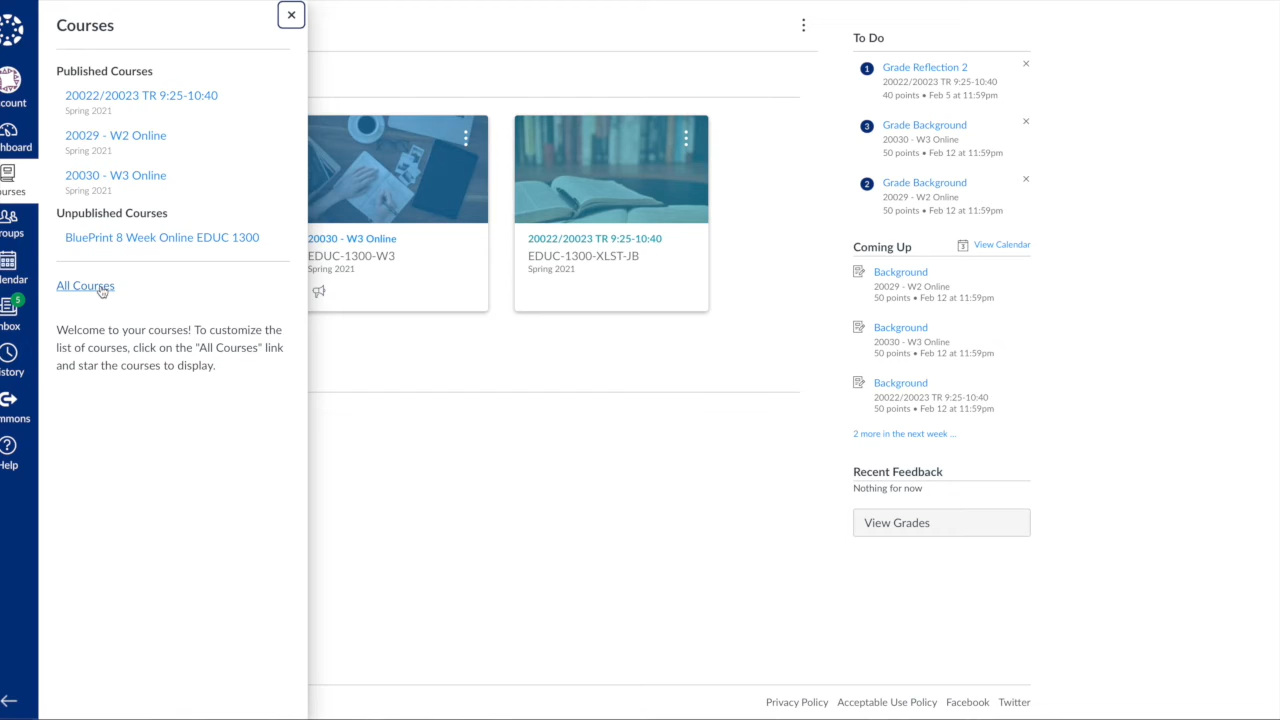 Courses
Published Courses
20022/20023 TR 9:25-10:40
Spring 2021
20029 - W2 Online
Spring 2021
20030 - W3 Online
Spring 2021
Unpublished Courses
BluePrint 8 Week Online EDUC 1300
All Courses
Welcome to your courses! To customize the
list of courses, click on the "All Courses" link
and star the courses to display.
count
hboard
urses
roups
lendar
5
nbox
istory
mmons
Help
20030 - W3 Online
EDUC-1300-W3
Spring 2021
20022/20023 TR 9:25-10:40
EDUC-1300-XLST-JB
Spring 2021
To Do
1
Grade Reflection 2
20022/20023 TR 9:25-10:40
40 points • Feb 5 at 11:59pm
3
Grade Background
20030 - W3 Online
50 points • Feb 12 at 11:59pm
2
Grade Background
20029 - W2 Online
50 points • Feb 12 at 11:59pm
Coming Up
View Calendar
Background
20029 - W2 Online
50 points • Feb 12 at 11:59pm
Background
20030 - W3 Online
50 points • Feb 12 at 11:59pm
Background
20022/20023 TR 9:25-10:40
50 points • Feb 12 at 11:59pm
2 more in the next week ...
Recent Feedback
Nothing for now
View Grades
Privacy Policy Acceptable Use Policy Facebook Twitter